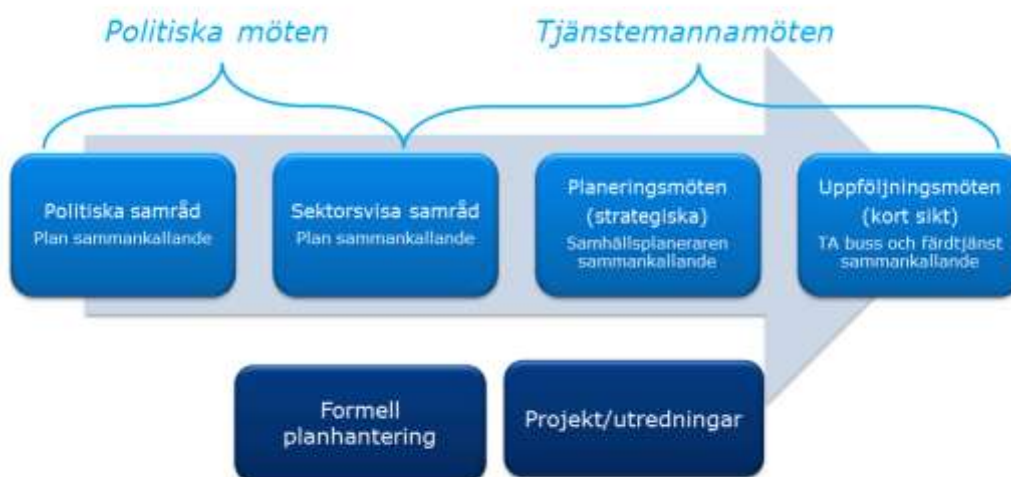 Politiska möten
Tjänstemannamöten
Politiska samråd
Plan sammankallande
Sektorsvisa samråd
Plan sammankallande
Planeringsmöten
(strategiska)
Samhällsplaneraren
sammankallande
Uppföljningsmöten
(kort sikt)
TA buss och färdtjänst
sammankallande
Formell
planhantering
Projekt/utredningar